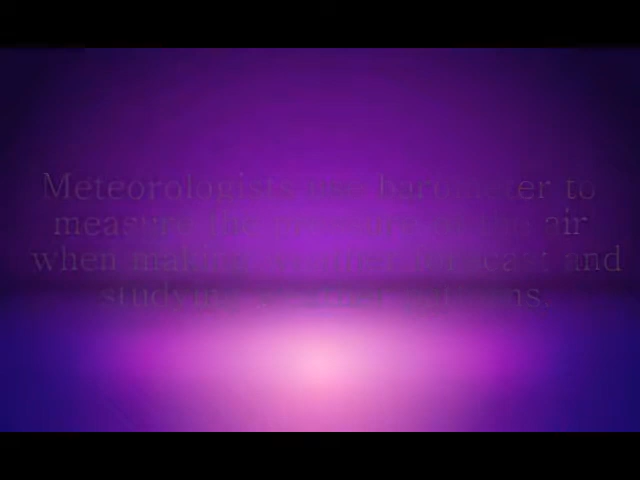 Meteorologists use barometer to
measure the pressure of the air
when making weather forecast and
studying weather patterns.